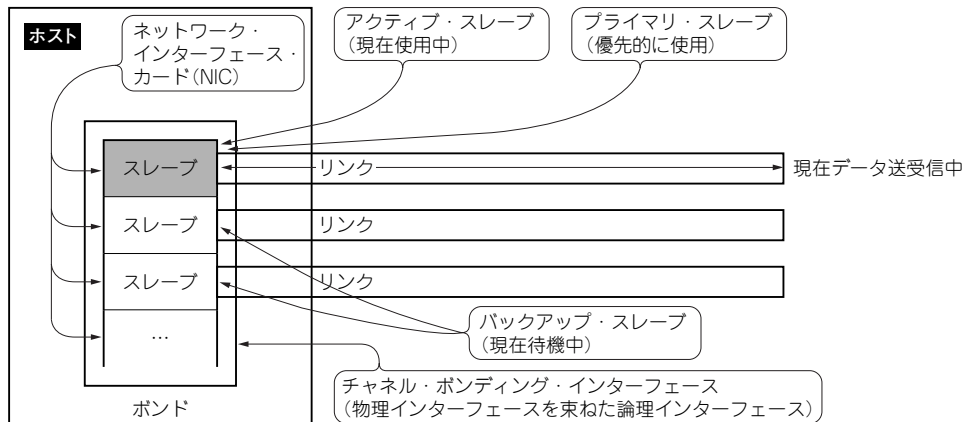 ホスト
ネットワーク・
インターフェース・
カード(NIC)
アクティブ・スレーブ
(現在使用中)
プライマリ・スレーブ
(優先的に使用)
スレーブ
リンク
現在データ送受信中
スレーブ
リンク
スレーブ
リンク
…
バックアップ・スレーブ
(現在待機中)
チャネル・ボンディング・インターフェース
(物理インターフェースを束ねた論理インターフェース)
ボンド